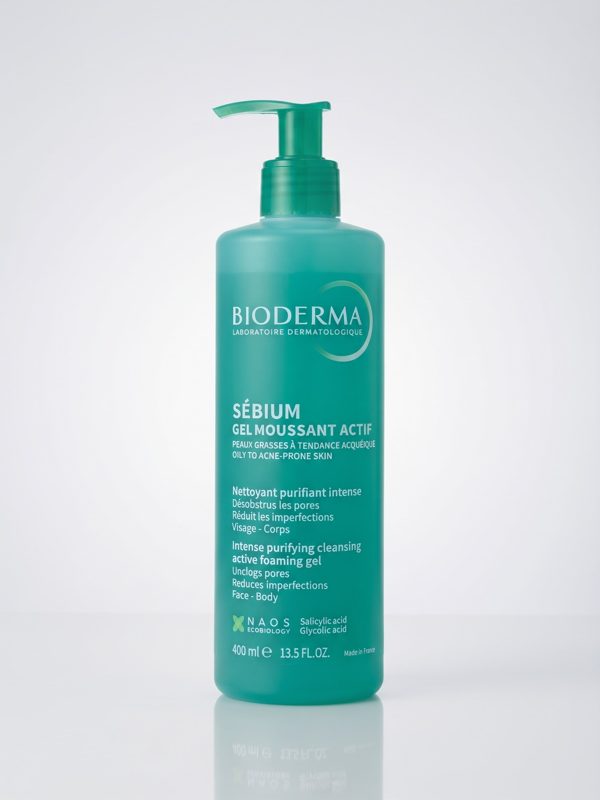 BIODERMA
LABORATOIRE DERMATOLOGIQUE
SÉBIUM
GEL MOUSSANT ACTIF
PEAUX GRASSES À TENDANCE ACQUÉIQUE
OILY TO ACNE-PRONE SKIN
Nettoyant purifiant intense
Désobstrus les pores
Réduit les imperfections
Visage - Corps
Intense purifying cleansing
active foaming gel
Unclogs pores
Reduces imperfections
Face - Body
NAOS Salicylic acid
ECOBIOLOGY Glycolic acid
400 ml ℮ 13.5 FL.OZ. Made in France